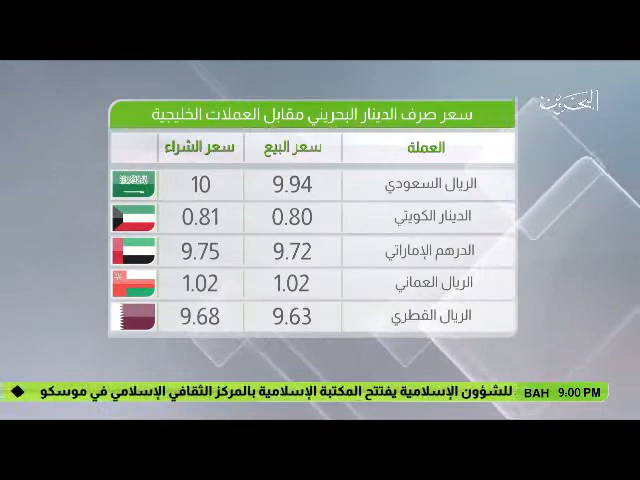 البحرين
سعر صرف الدينار البحريني مقابل العملات الخليجية
العملة سعر البيع سعر الشراء
الريال السعودي 9.94 10
الدينار الكويتي 0.80 0.81
الدرهم الإماراتي 9.72 9.75
الريال العماني 1.02 1.02
الريال القطري 9.63 9.68
للشؤون الإسلامية يفتتح المكتبة الإسلامية بالمركز الثقافي الإسلامي في موسكو
BAH 9:00 PM